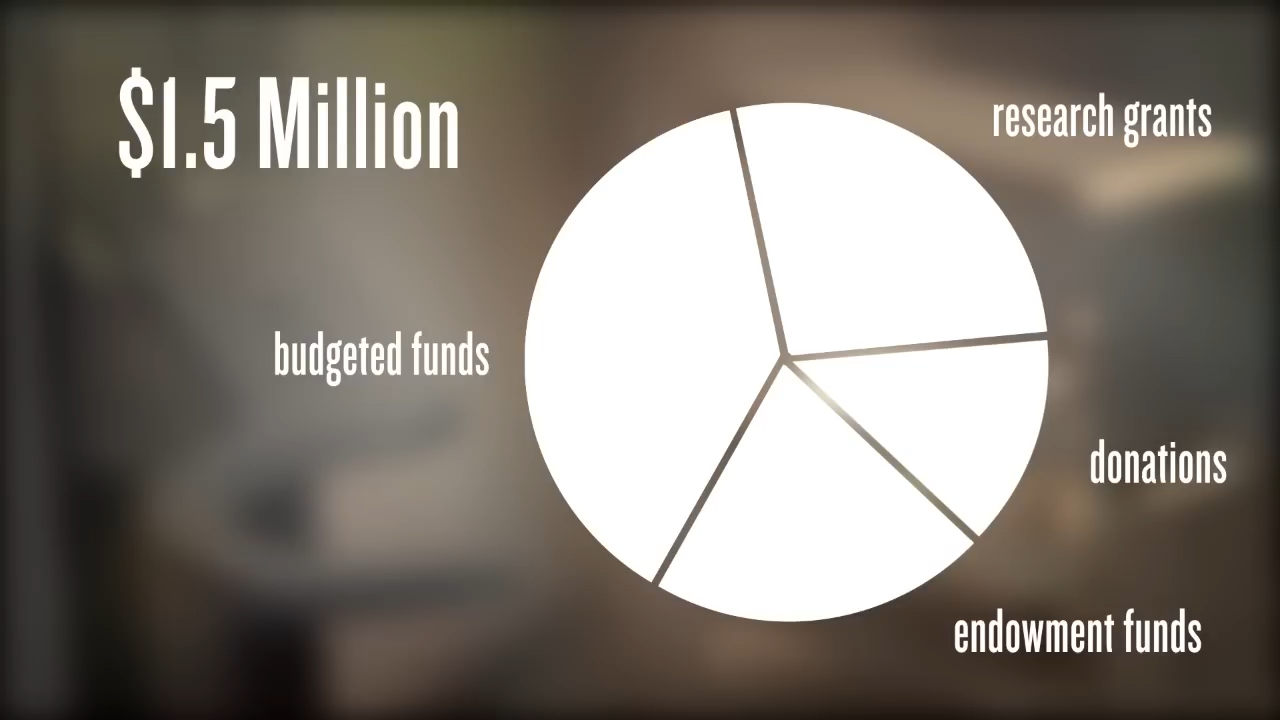 $1.5 Million
research grants
budgeted funds
donations
endowment funds